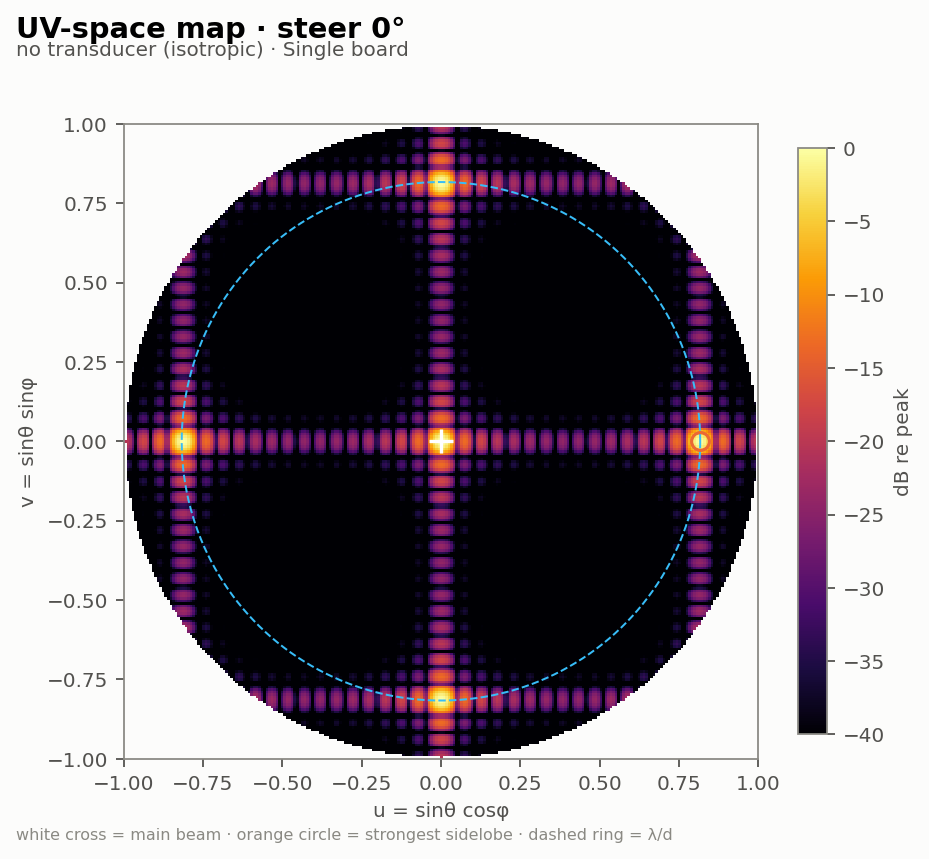 UV-space map · steer 0°
no transducer (isotropic) · Single board
1.00
0.75
0.50
0.25
0.00
−0.25
−0.50
−0.75
−1.00
v = sinθ sinφ
−1.00 −0.75 −0.50 −0.25 0.00 0.25 0.50 0.75 1.00
u = sinθ cosφ
0
−5
−10
−15
−20
−25
−30
−35
−40
dB re peak
white cross = main beam · orange circle = strongest sidelobe · dashed ring = λ/d